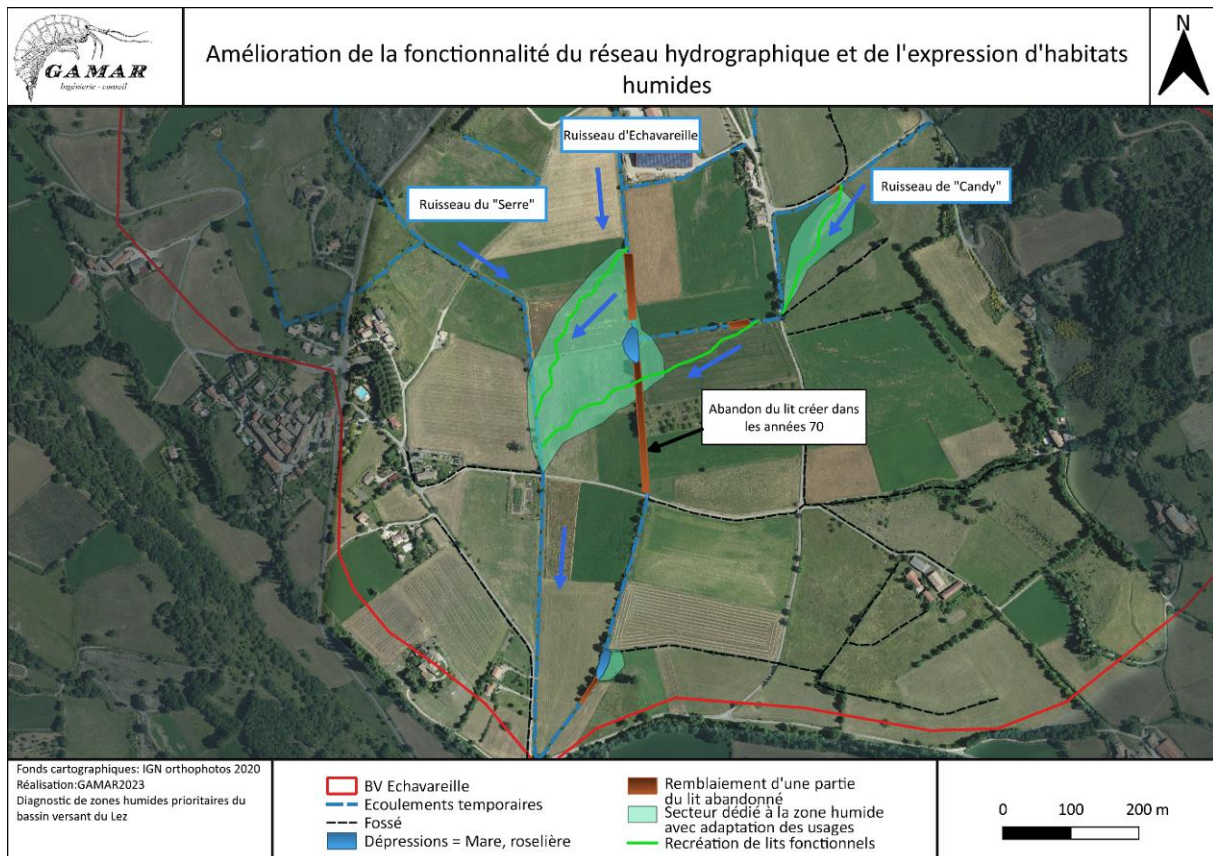 GAMAR
Ingénierie - conseil
Amélioration de la fonctionnalité du réseau hydrographique et de l'expression d'habitats
humides
N
Ruisseau d'Echavareille
Ruisseau du "Serre"
Ruisseau de "Candy"
Abandon du lit créer dans
les années 70
Fonds cartographiques: IGN orthophotos 2020
Réalisation:GAMAR2023
Diagnostic de zones humides prioritaires du
bassin versant du Lez
BV Echavareille
Ecoulements temporaires
Fossé
Dépressions = Mare, roselière
Remblaiement d'une partie
du lit abandonné
Secteur dédié à la zone humide
avec adaptation des usages
Recréation de lits fonctionnels
0 100 200 m